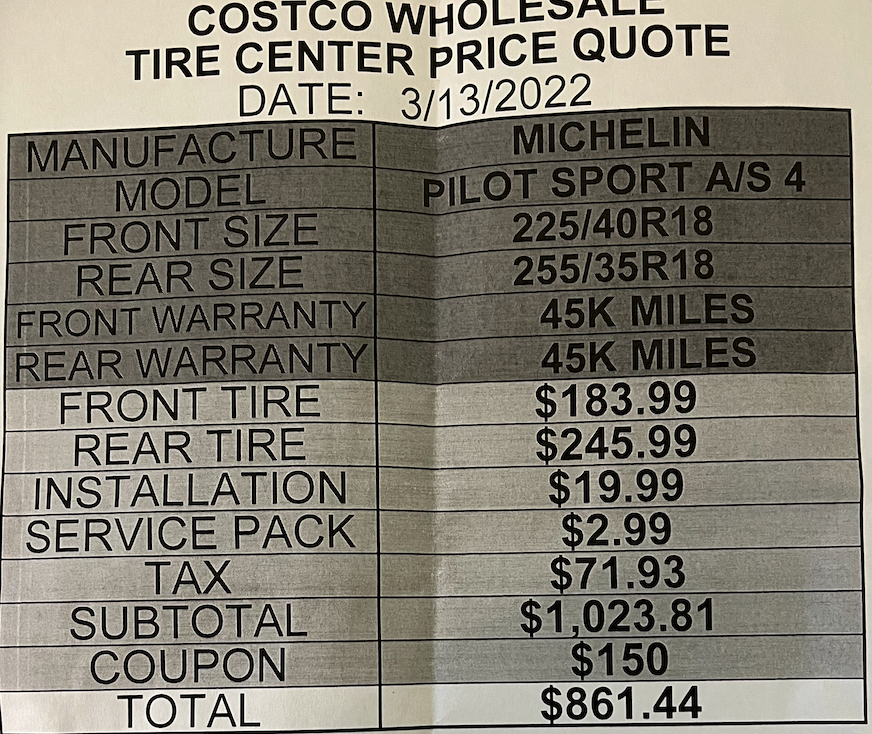 COSTCO WHOLESALE
TIRE CENTER PRICE QUOTE
DATE: 3/13/2022
MANUFACTURE MICHELIN
MODEL PILOT SPORT A/S 4
FRONT SIZE 225/40R18
REAR SIZE 255/35R18
FRONT WARRANTY 45K MILES
REAR WARRANTY 45K MILES
FRONT TIRE $183.99
REAR TIRE $245.99
INSTALLATION $19.99
SERVICE PACK $2.99
TAX $71.93
SUBTOTAL $1,023.81
COUPON $150
TOTAL $861.44